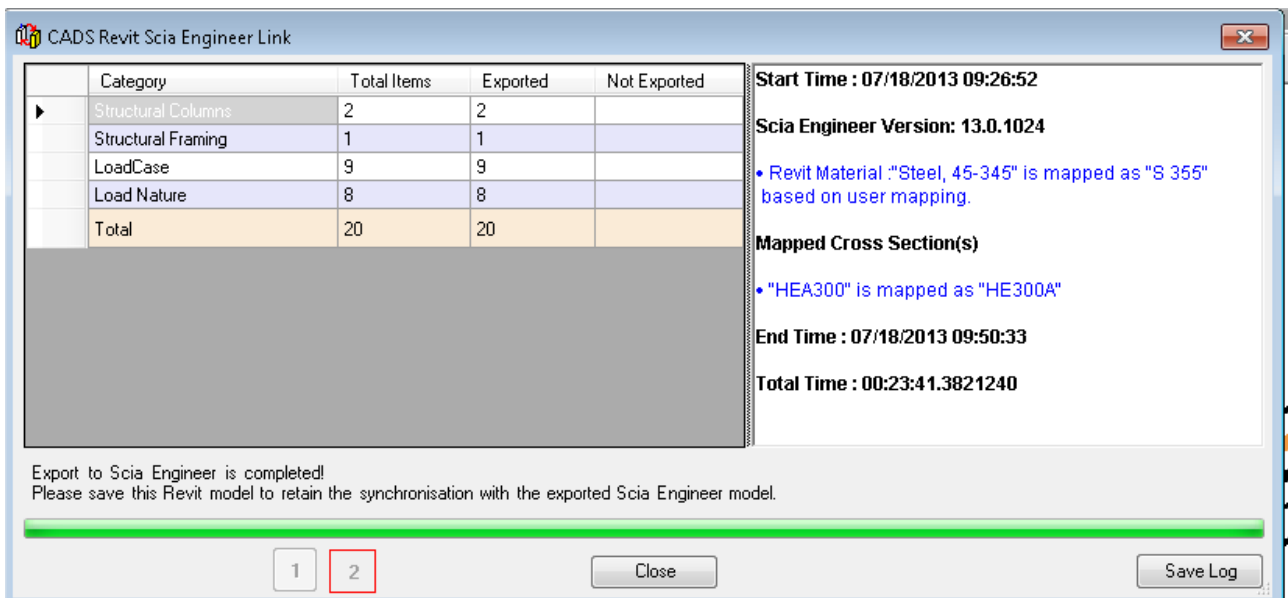 CADS Revit Scia Engineer Link
Category Total Items Exported Not Exported
Structural Columns 2 2
Structural Framing 1 1
LoadCase 9 9
Load Nature 8 8
Total 20 20
Start Time : 07/18/2013 09:26:52
Scia Engineer Version: 13.0.1024
• Revit Material :"Steel, 45-345" is mapped as "S 355"
based on user mapping.
Mapped Cross Section(s)
• "HEA300" is mapped as "HE300A"
End Time : 07/18/2013 09:50:33
Total Time : 00:23:41.3821240
Export to Scia Engineer is completed!
Please save this Revit model to retain the synchronisation with the exported Scia Engineer model.
1 2 Close Save Log